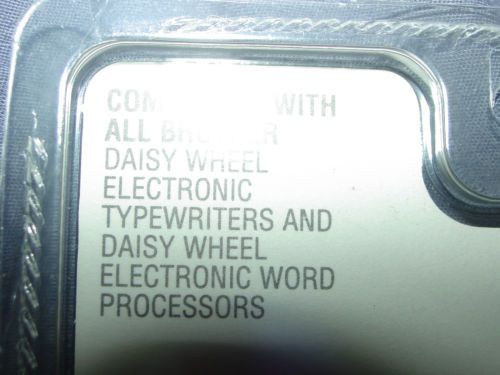 WITH
ALL
DAISY WHEEL
ELECTRONIC
TYPEWRITERS AND
DAISY WHEEL
ELECTRONIC WORD
PROCESSORS